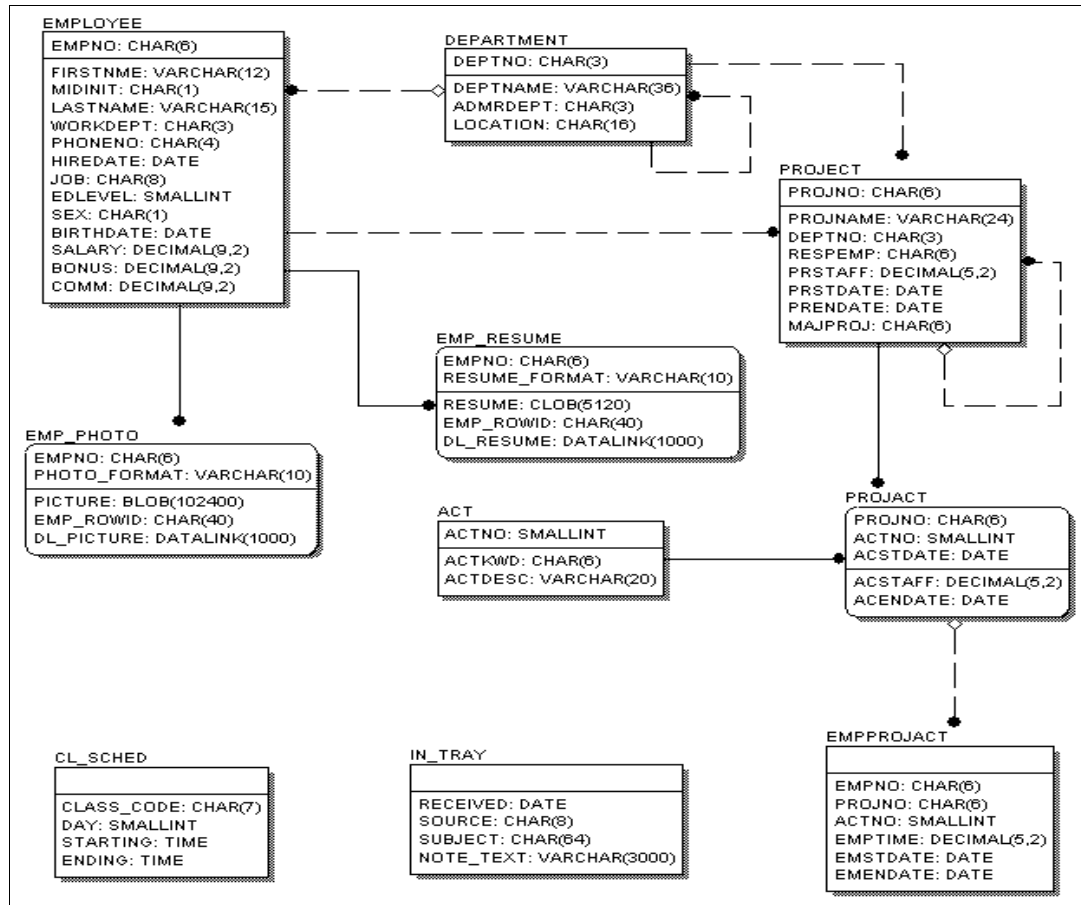 EMPLOYEE
EMPNO: CHAR(6)
FIRSTNME: VARCHAR(12)
MIDINIT: CHAR(1)
LASTNAME: VARCHAR(15)
WORKDEPT: CHAR(3)
PHONENO: CHAR(4)
HIREDATE: DATE
JOB: CHAR(8)
EDLEVEL: SMALLINT
SEX: CHAR(1)
BIRTHDATE: DATE
SALARY: DECIMAL(9,2)
BONUS: DECIMAL(9,2)
COMM: DECIMAL(9,2)
DEPARTMENT
DEPTNO: CHAR(3)
DEPTNAME: VARCHAR(36)
ADMRDEPT: CHAR(3)
LOCATION: CHAR(16)
PROJECT
PROJNO: CHAR(6)
PROJNAME: VARCHAR(24)
DEPTNO: CHAR(3)
RESPEMP: CHAR(6)
PRSTAFF: DECIMAL(5,2)
PRSTDATE: DATE
PRENDATE: DATE
MAJPROJ: CHAR(6)
EMP_RESUME
EMPNO: CHAR(6)
RESUME_FORMAT: VARCHAR(10)
RESUME: CLOB(5120)
EMP_ROWID: CHAR(40)
DL_RESUME: DATALINK(1000)
EMP_PHOTO
EMPNO: CHAR(6)
PHOTO_FORMAT: VARCHAR(10)
PICTURE: BLOB(102400)
EMP_ROWID: CHAR(40)
DL_PICTURE: DATALINK(1000)
ACT
ACTNO: SMALLINT
ACTKWD: CHAR(6)
ACTDESC: VARCHAR(20)
PROJACT
PROJNO: CHAR(6)
ACTNO: SMALLINT
ACSTDATE: DATE
ACSTAFF: DECIMAL(5,2)
ACENDATE: DATE
CL_SCHED
CLASS_CODE: CHAR(7)
DAY: SMALLINT
STARTING: TIME
ENDING: TIME
IN_TRAY
RECEIVED: DATE
SOURCE: CHAR(8)
SUBJECT: CHAR(64)
NOTE_TEXT: VARCHAR(3000)
EMPPROJACT
EMPNO: CHAR(6)
PROJNO: CHAR(6)
ACTNO: SMALLINT
EMPTIME: DECIMAL(5,2)
EMSTDATE: DATE
EMENDATE: DATE